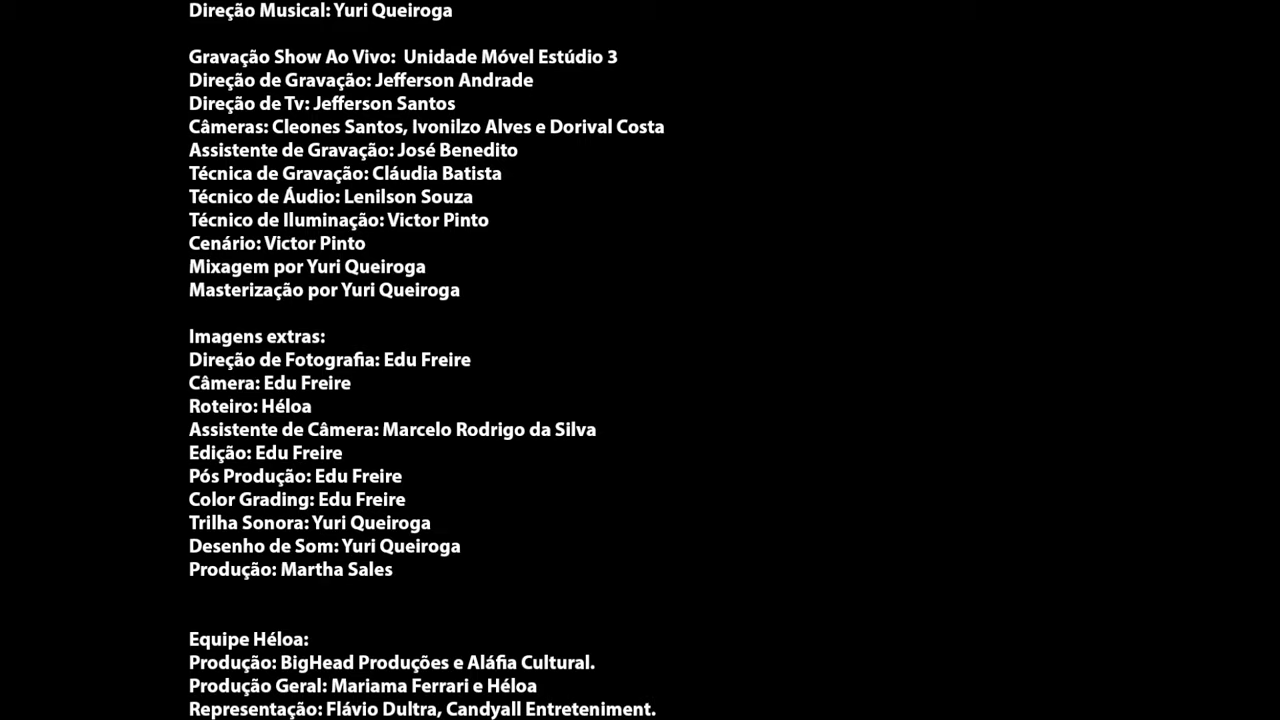 Direção Musical: Yuri Queiroga
Gravação Show Ao Vivo:  Unidade Móvel Estúdio 3
Direção de Gravação: Jefferson Andrade
Direção de Tv: Jefferson Santos
Câmeras: Cleones Santos, Ivonilzo Alves e Dorival Costa
Assistente de Gravação: José Benedito
Técnica de Gravação: Cláudia Batista
Técnico de Áudio: Lenilson Souza
Técnico de Iluminação: Victor Pinto
Cenário: Victor Pinto
Mixagem por Yuri Queiroga
Masterização por Yuri Queiroga
Imagens extras:
Direção de Fotografia: Edu Freire
Câmera: Edu Freire
Roteiro: Héloa
Assistente de Câmera: Marcelo Rodrigo da Silva
Edição: Edu Freire
Pós Produção: Edu Freire
Color Grading: Edu Freire
Trilha Sonora: Yuri Queiroga
Desenho de Som: Yuri Queiroga
Produção: Martha Sales
Equipe Héloa:
Produção: BigHead Produções e Aláfia Cultural.
Produção Geral: Mariama Ferrari e Héloa
Representação: Flávio Dultra, Candyall Entreteniment.